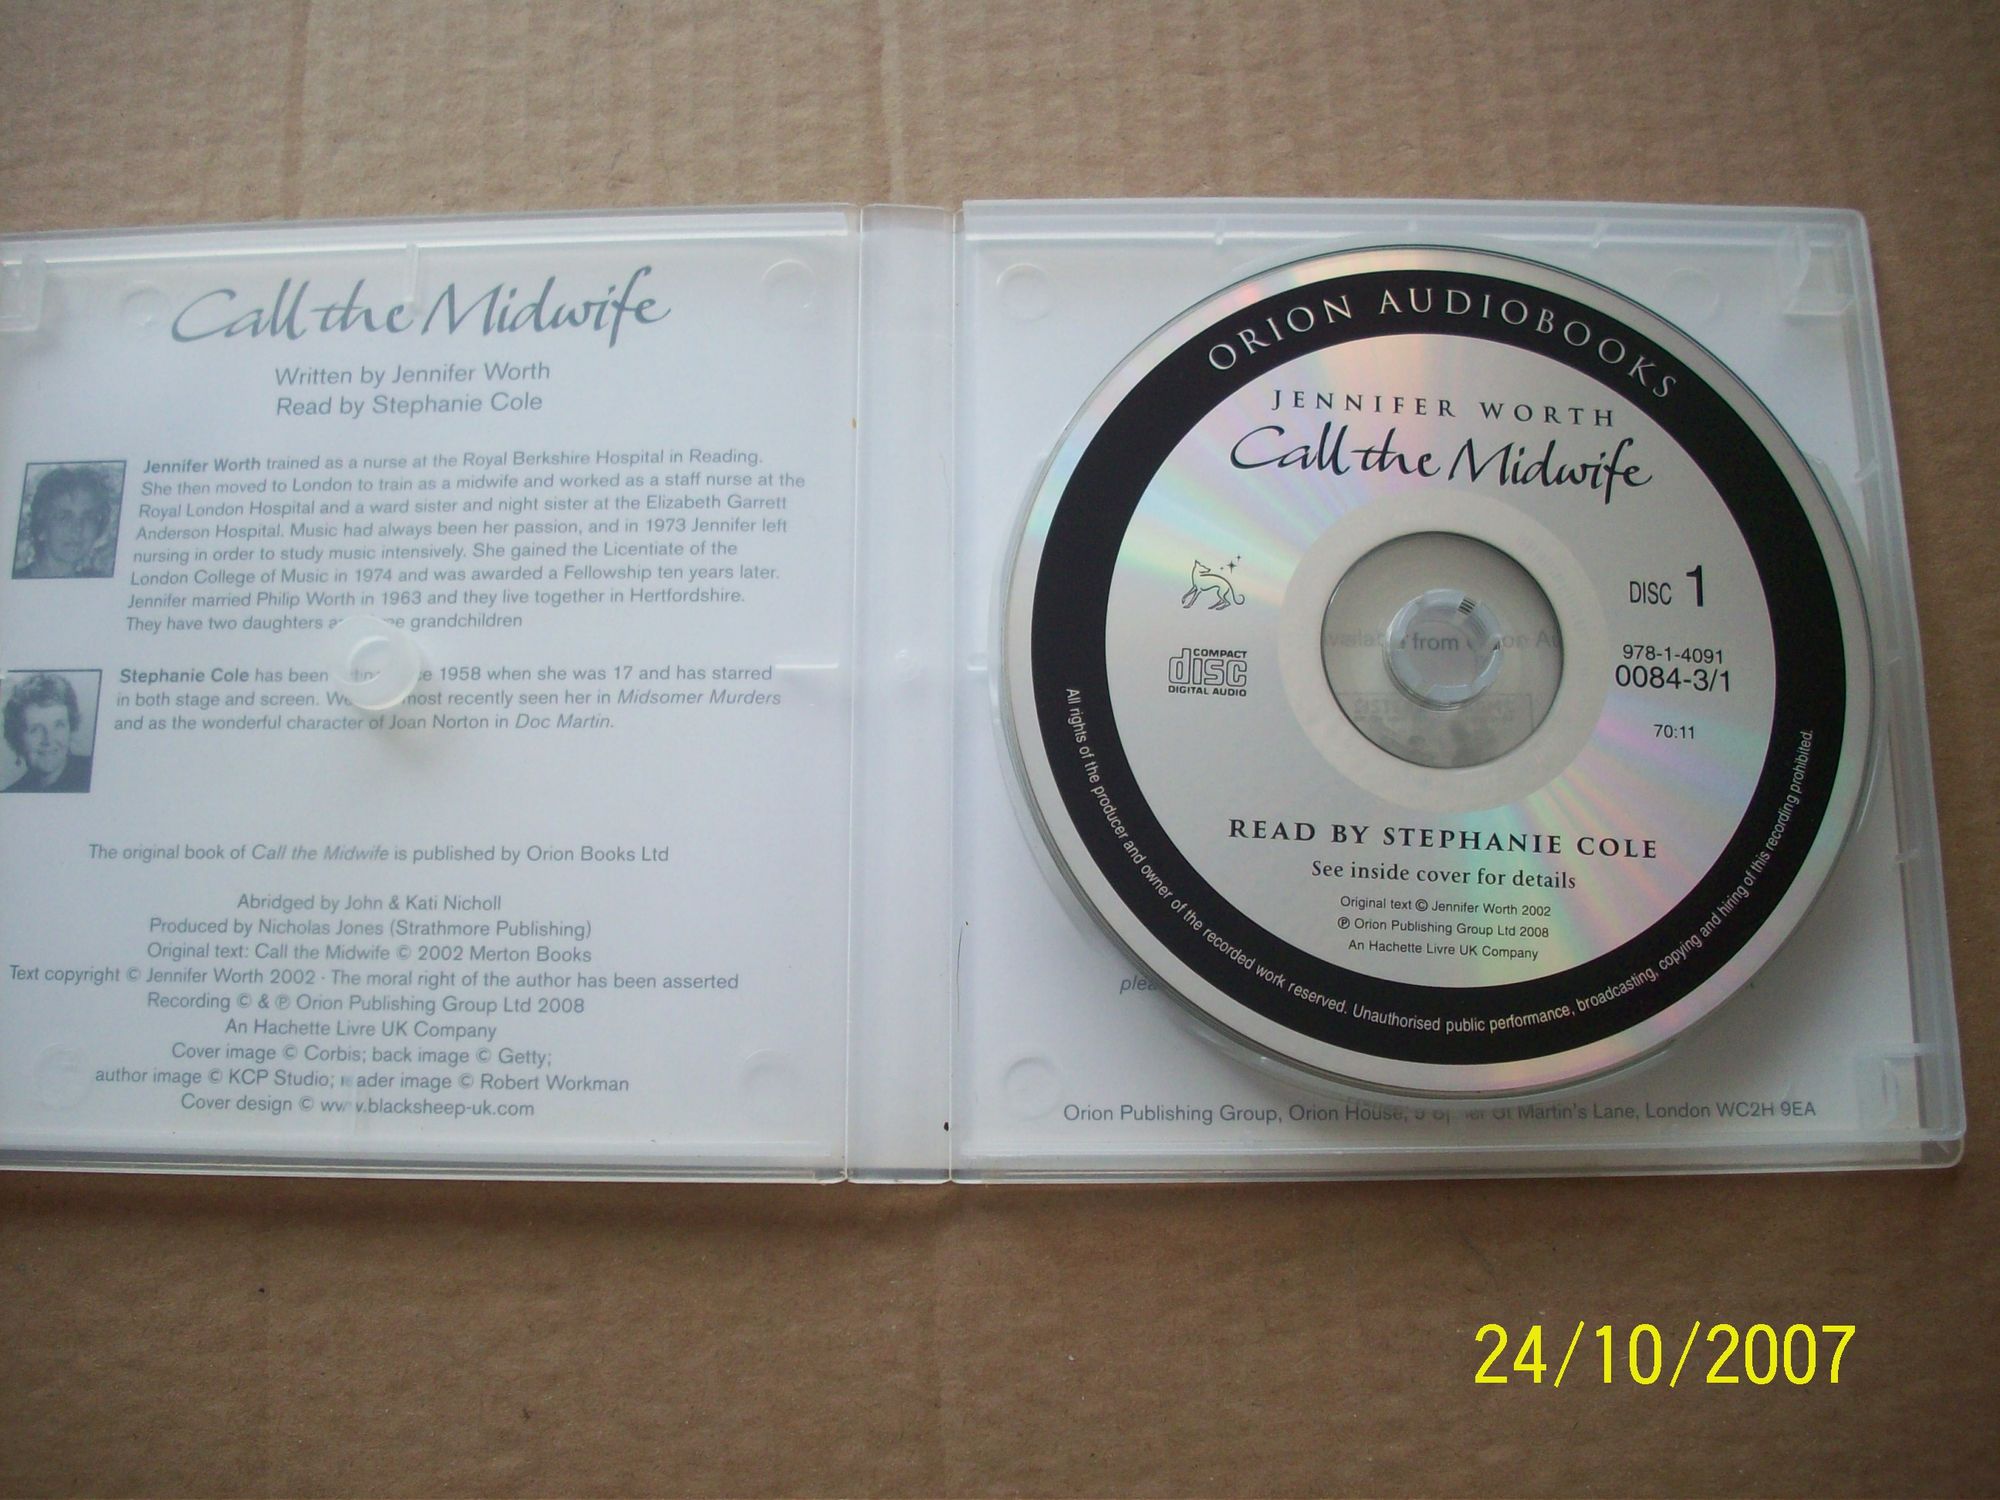 Call the Midwife
Written by Jennifer Worth
Read by Stephanie Cole
Jennifer Worth trained as a nurse at the Royal Berkshire Hospital in Reading.
She then moved to London to train as a midwife and worked as a staff nurse at the
Royal London Hospital and a ward sister and night sister at the Elizabeth Garrett
Anderson Hospital. Music had always been her passion, and in 1973 Jennifer left
nursing in order to study music intensively. She gained the Licentiate of the
London College of Music in 1974 and was awarded a Fellowship ten years later.
Jennifer married Philip Worth in 1963 and they live together in Hertfordshire.
They have two daughters grandchildren
Stephanie Cole has been 1958 when she was 17 and has starred
in both stage and screen. most recently seen her in Midsomer Murders
and as the wonderful character of Joan Norton in Doc Martin.
The original book of Call the Midwife is published by Orion Books Ltd
Abridged by John & Kati Nicholl
Produced by Nicholas Jones (Strathmore Publishing)
Original text: Call the Midwife © 2002 Merton Books
Text copyright © Jennifer Worth 2002 · The moral right of the author has been asserted
Recording © & ℗ Orion Publishing Group Ltd 2008
An Hachette Livre UK Company
Cover image © Corbis; back image © Getty;
author image © KCP Studio; reader image © Robert Workman
Cover design © www.blacksheep-uk.com
ORION AUDIOBOOKS
JENNIFER WORTH
Call the Midwife
DISC 1
COMPACT
disc
DIGITAL AUDIO
978-1-4091
0084-3/1
70:11
from
READ BY STEPHANIE COLE
See inside cover for details
Original text © Jennifer Worth 2002
℗ Orion Publishing Group Ltd 2008
An Hachette Livre UK Company
All rights of the producer and owner of the recorded work reserved. Unauthorised public performance, broadcasting, copying and hiring of this recording prohibited.
Orion Publishing Group, Orion House, 5 St Martin's Lane, London WC2H 9EA
24/10/2007